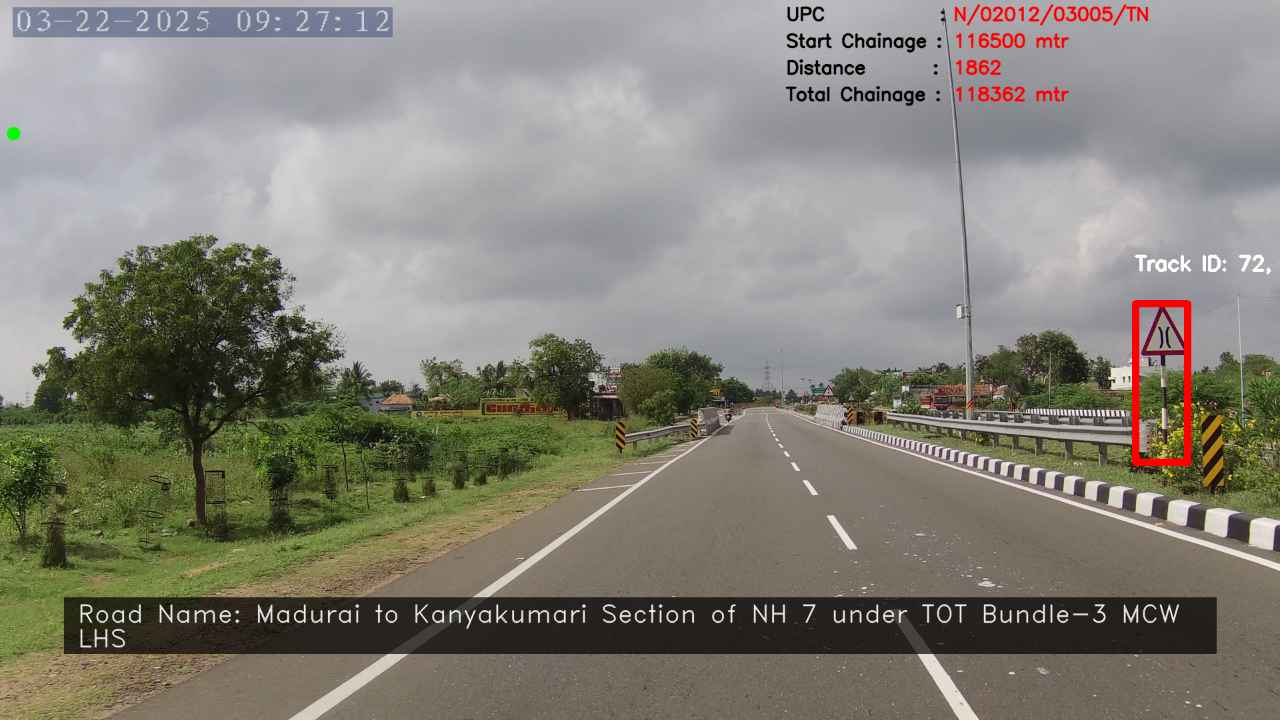 03-22-2025 09:27:12
UPC : N/02012/03005/TN
Start Chainage : 116500 mtr
Distance : 1862
Total Chainage : 118362 mtr
Track ID: 72,
Road Name: Madurai to Kanyakumari Section of NH 7 under TOT Bundle-3 MCW
LHS